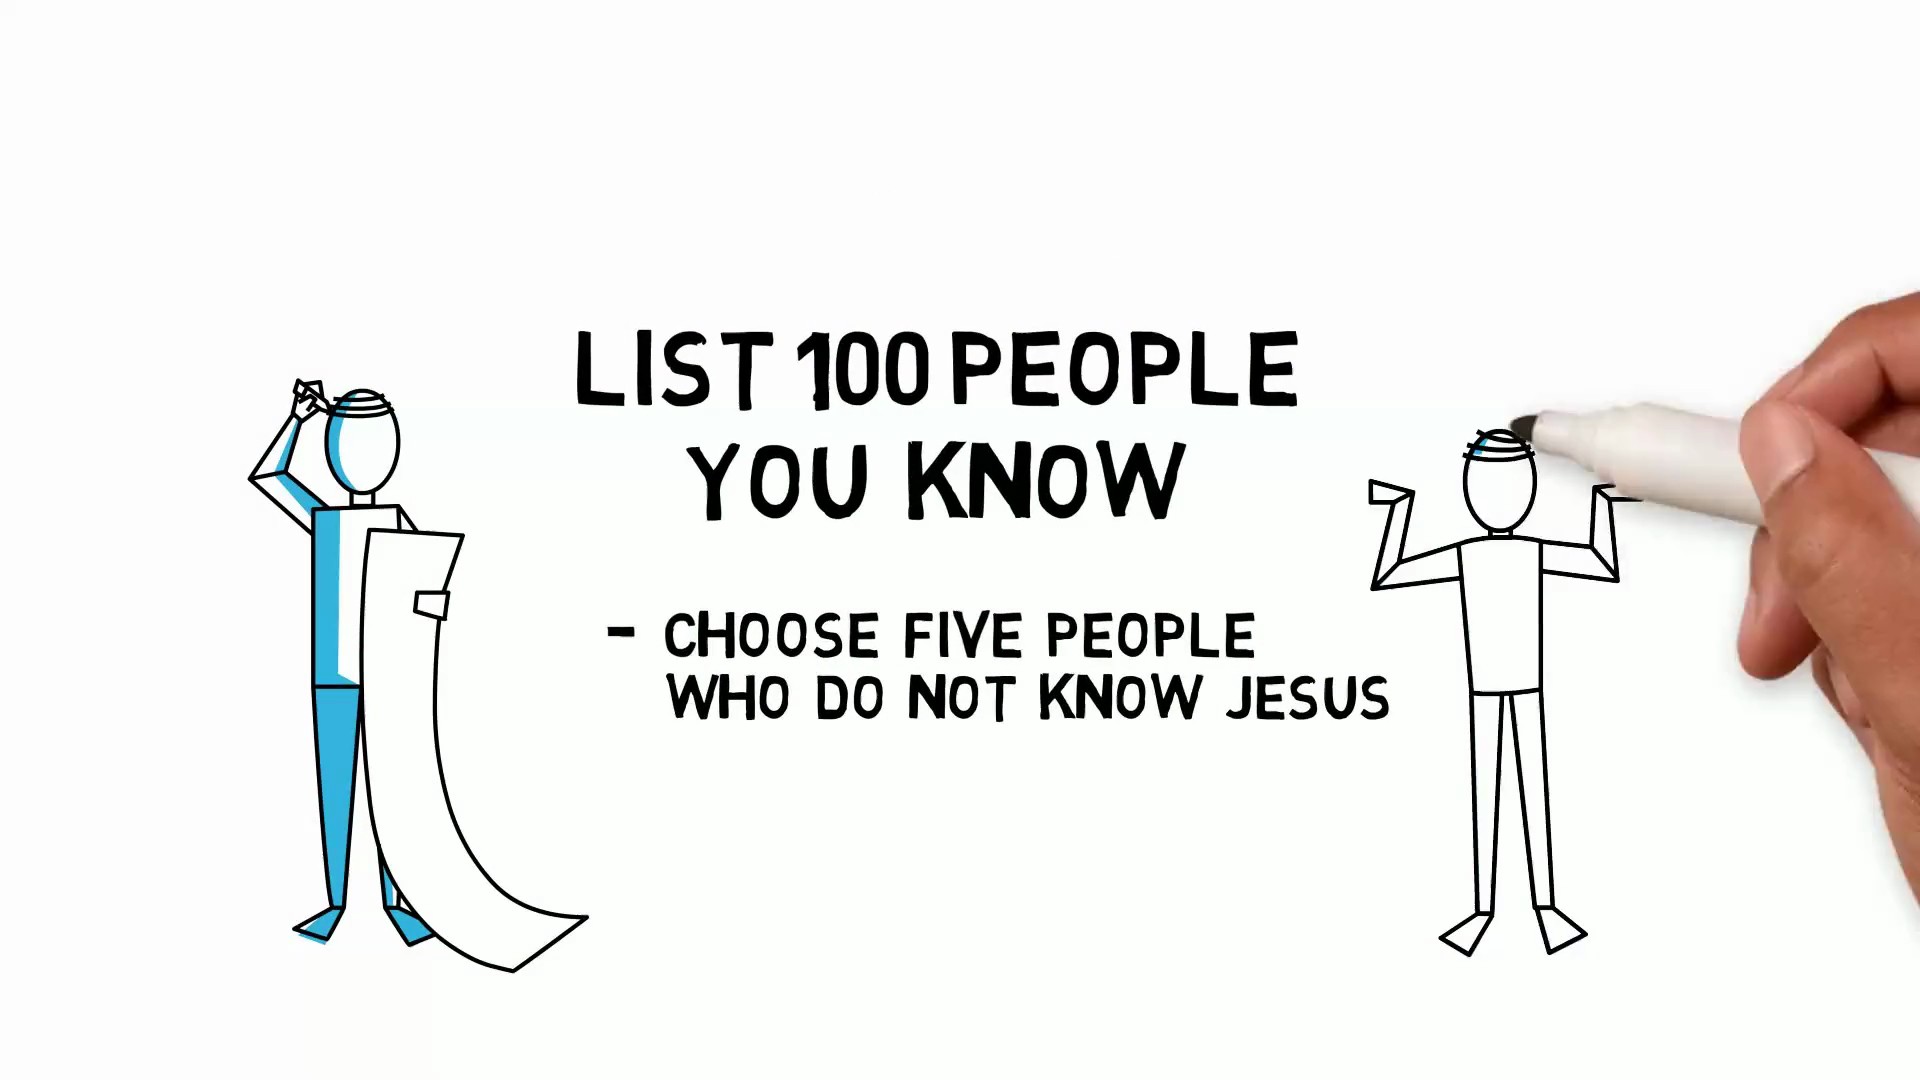 LIST 100 PEOPLE
YOU KNOW
- CHOOSE FIVE PEOPLE
WHO DO NOT KNOW JESUS